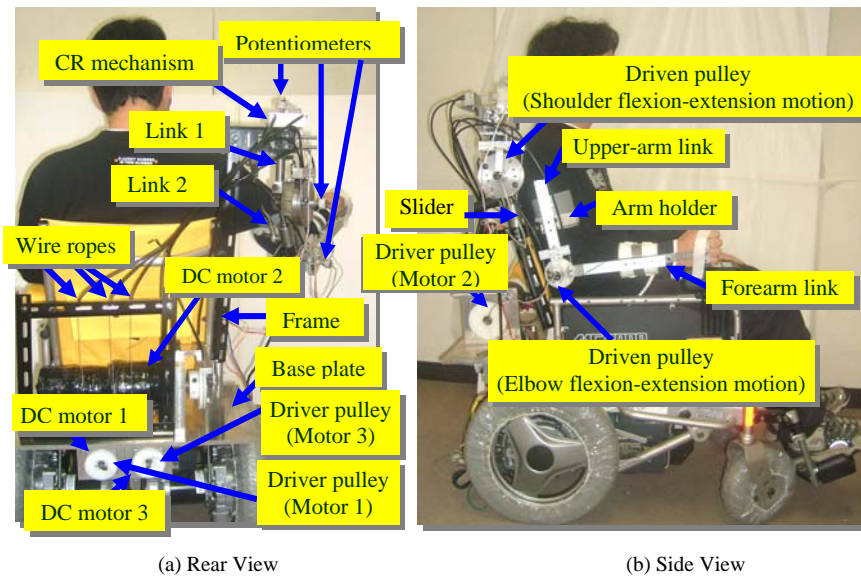 Potentiometers
CR mechanism
Link 1
Link 2
Wire ropes
DC motor 2
Frame
Base plate
DC motor 1
Driver pulley
(Motor 3)
Driver pulley
(Motor 1)
DC motor 3
(a) Rear View
Driven pulley
(Shoulder flexion-extension motion)
Upper-arm link
Slider
Arm holder
Driver pulley
(Motor 2)
Forearm link
Driven pulley
(Elbow flexion-extension motion)
(b) Side View